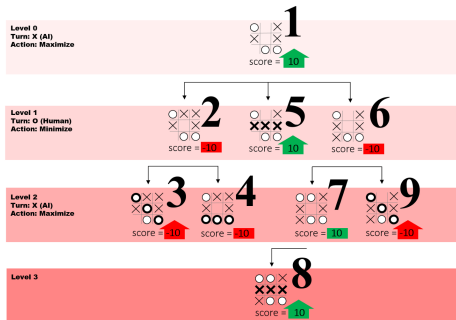 Level 0
Turn: X (AI)
Action: Maximize
1
score = 10
Level 1
Turn: O (Human)
Action: Minimize
2
score = -10
5
score = 10
6
score = -10
Level 2
Turn: X (AI)
Action: Maximize
3
score = -10
4
score = -10
7
score = 10
9
score = -10
Level 3
8
score = 10